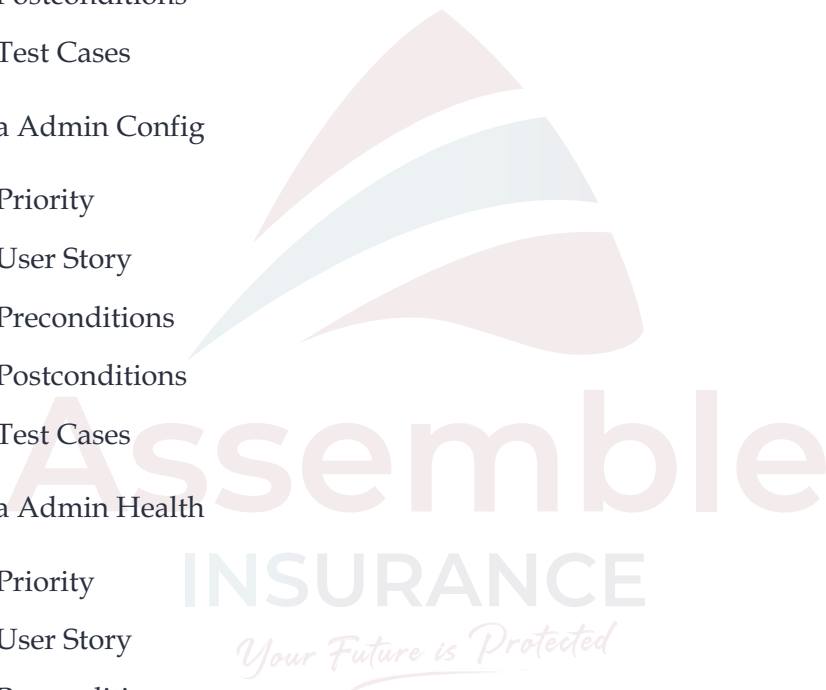 Postconditions
Test Cases
a Admin Config
Priority
User Story
Preconditions
Postconditions
Test Cases
a Admin Health
Priority
User Story
Assemble
INSURANCE
Your Future is Protected